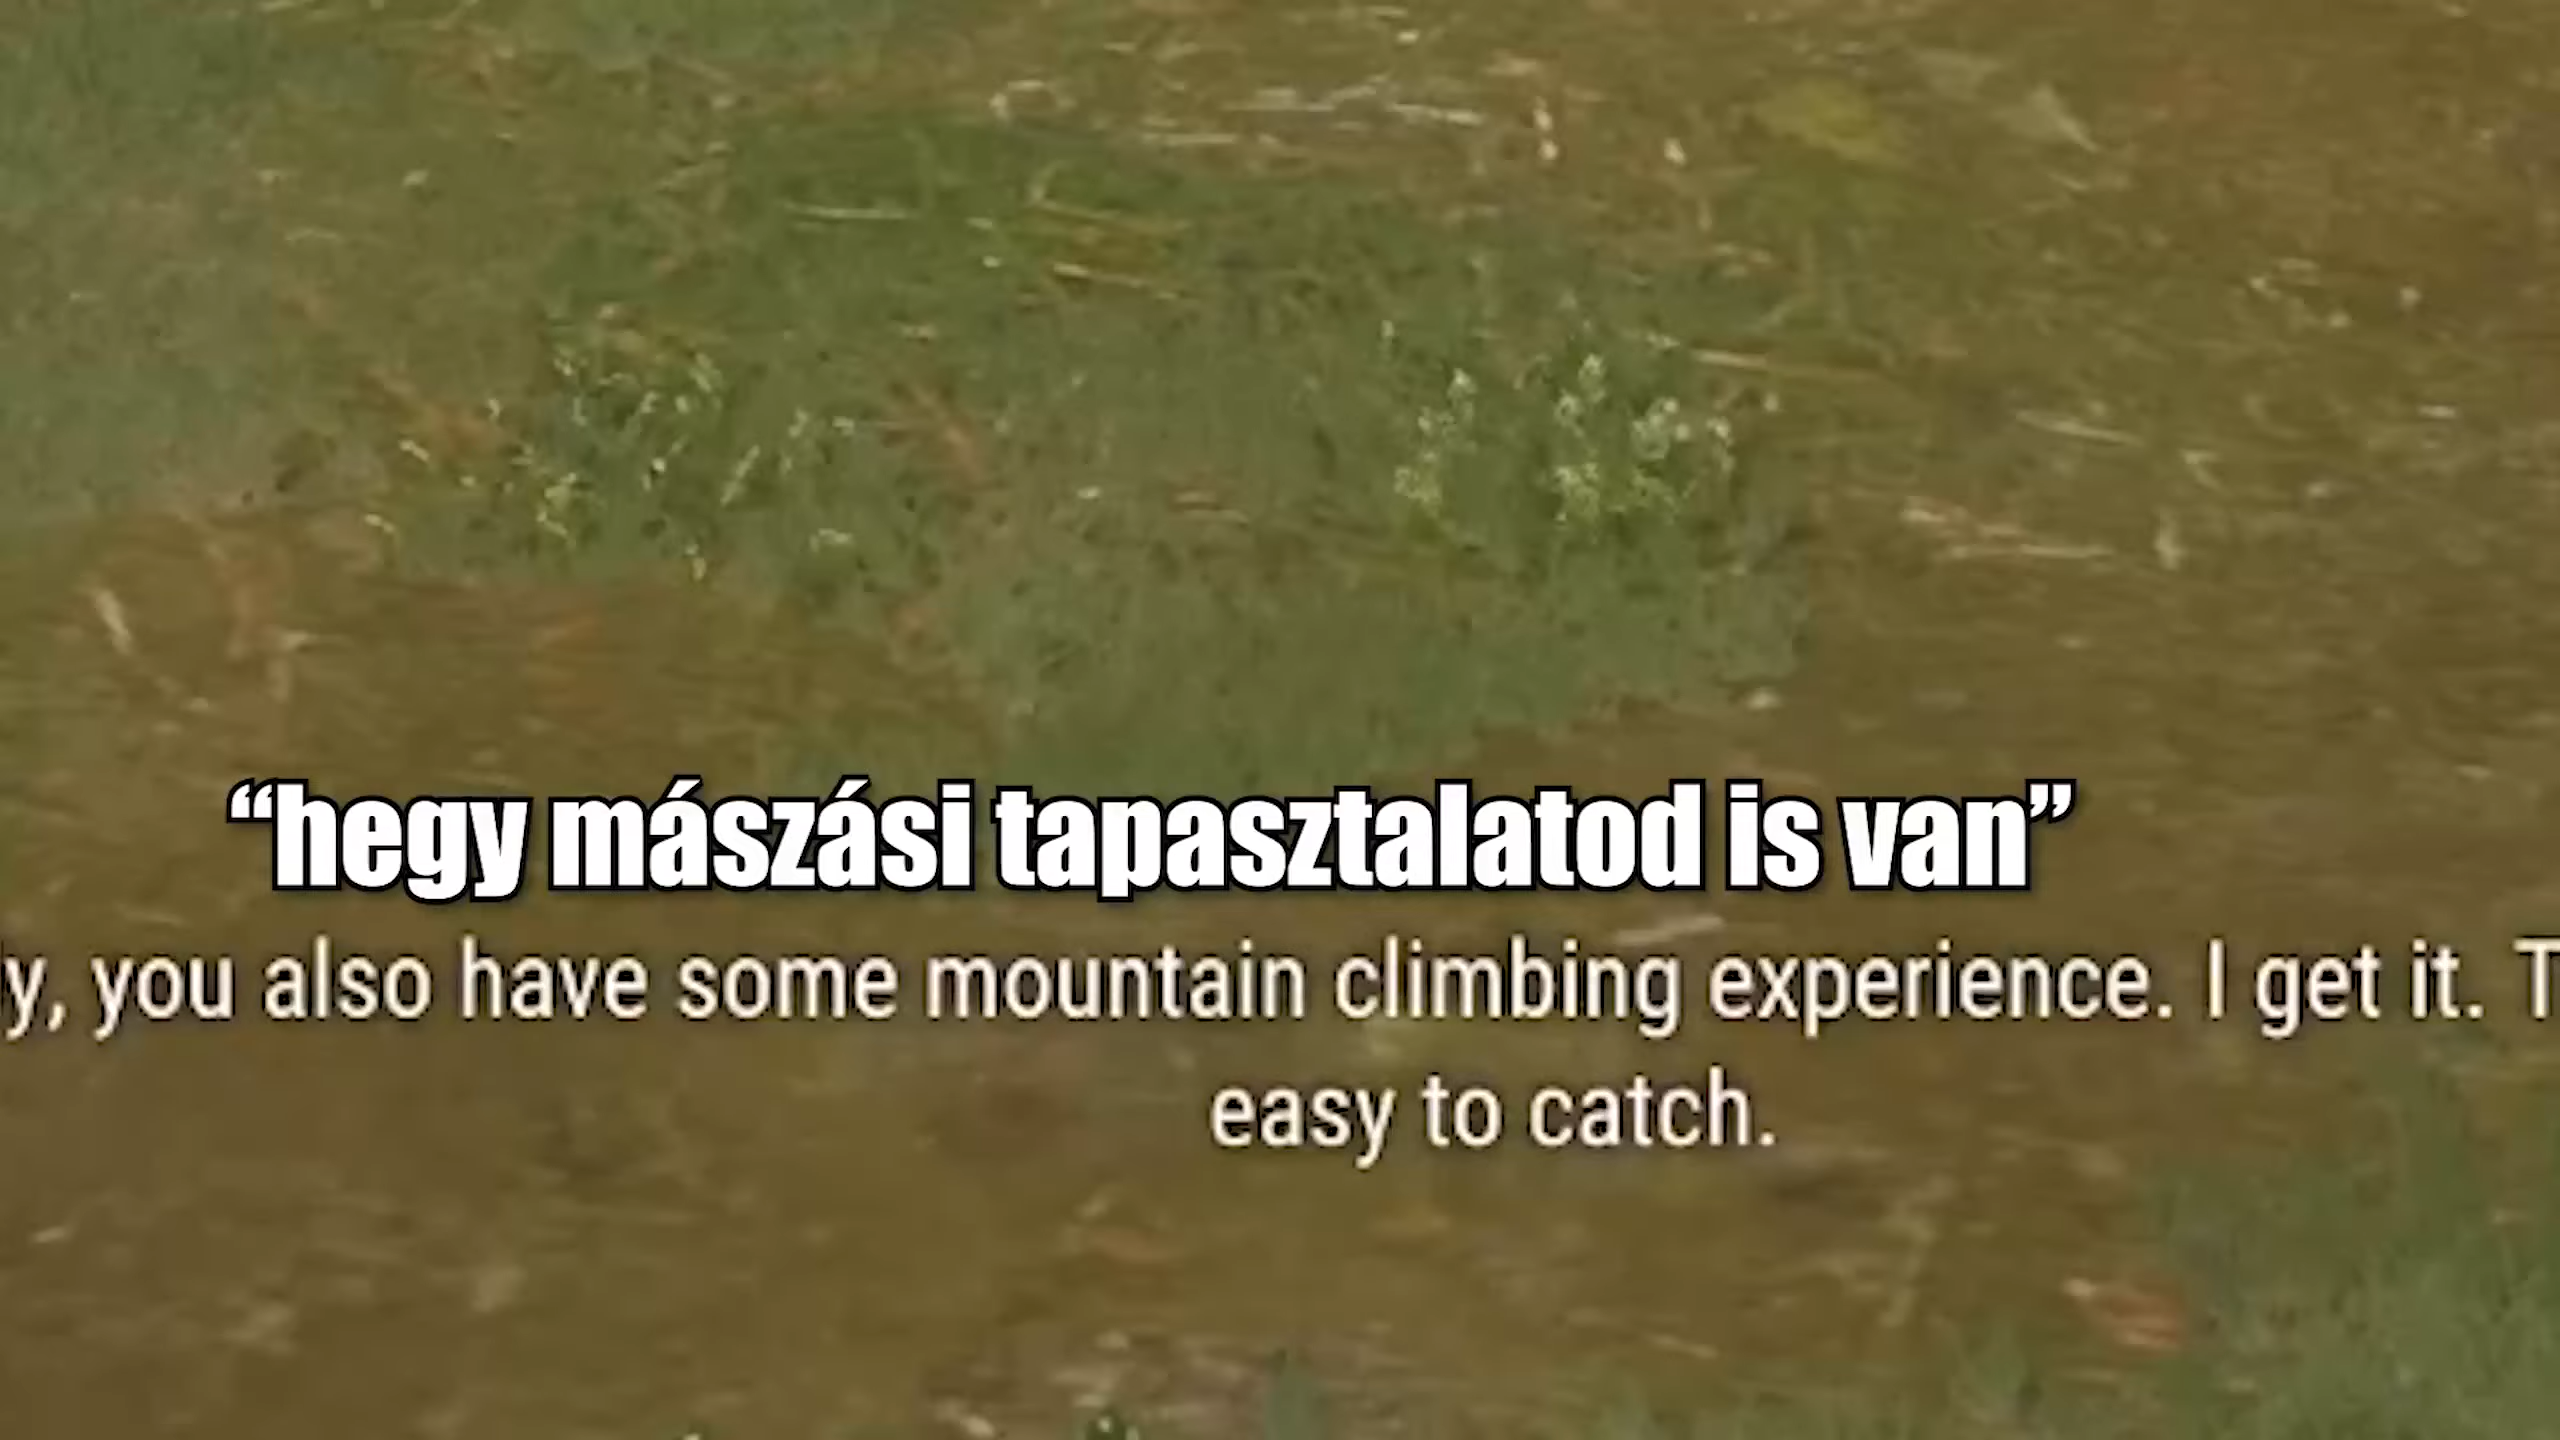 “hegy mászási tapasztalatod is van”
y, you also have some mountain climbing experience. I get it. T
easy to catch.